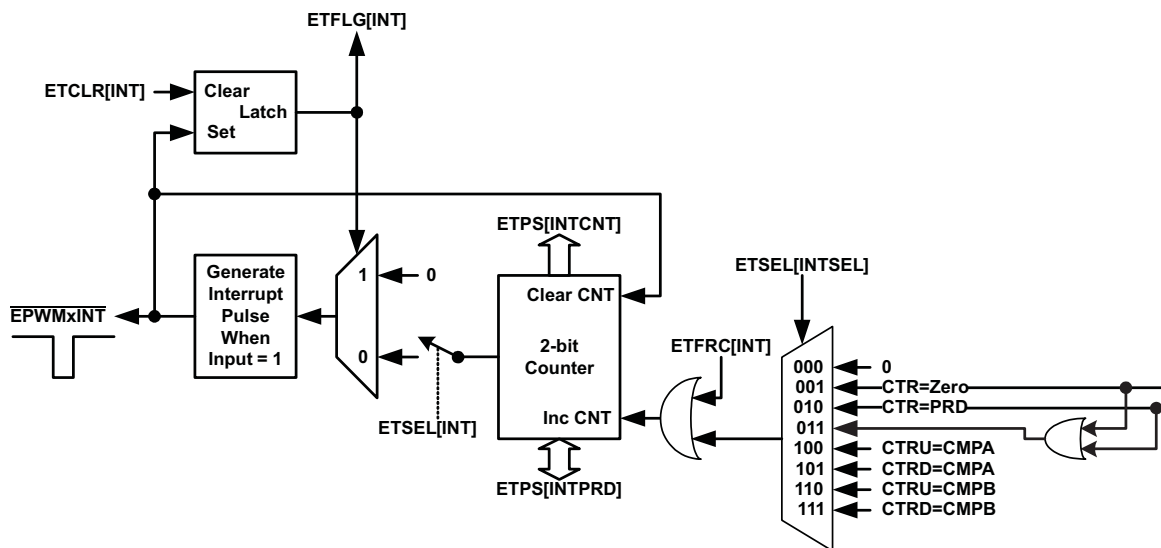 ETFLG[INT]
ETCLR[INT]
Clear
Latch
Set
ETPS[INTCNT]
ETSEL[INTSEL]
Generate
Interrupt
Pulse
When
Input = 1
EPWMxINT
1
0
0
Clear CNT
2-bit
Counter
Inc CNT
ETSEL[INT]
ETPS[INTPRD]
ETFRC[INT]
000 0
001 CTR=Zero
010 CTR=PRD
011
100 CTRU=CMPA
101 CTRD=CMPA
110 CTRU=CMPB
111 CTRD=CMPB